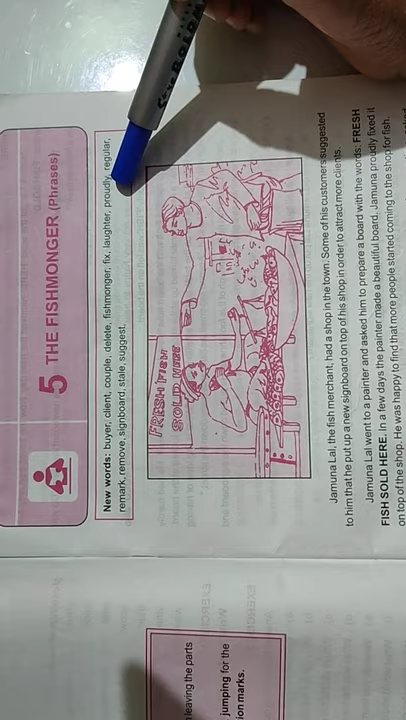 5 THE FISHMONGER (Phrases)
New words: buyer, client, couple, delete, fishmonger, fix, laughter, proudly, regular,
remark, remove, signboard, stale, suggest.
FRESH FISH
SOLD HERE
Jamuna Lal, the fish merchant, had a shop in the town. Some of his customers suggested
to him that he put up a new signboard on top of his shop in order to attract more clients.
Jamuna Lal went to a painter and asked him to prepare a board with the words: FRESH
FISH SOLD HERE. In a few days the painter made a beautiful board. Jamuna proudly fixed it
on top of the shop. He was happy to find that more people started coming to the shop for fish.
leaving the parts
jumping for the
ion marks.